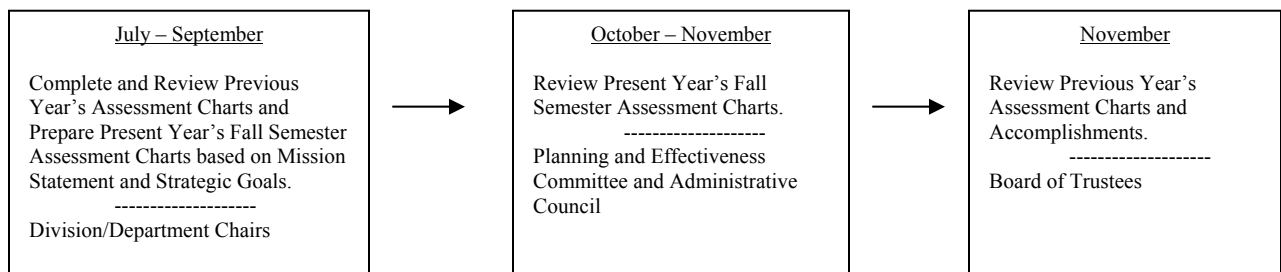 July – September
Complete and Review Previous
Year’s Assessment Charts and
Prepare Present Year’s Fall Semester
Assessment Charts based on Mission
Statement and Strategic Goals.
--------------------
Division/Department Chairs
October – November
Review Present Year’s Fall
Semester Assessment Charts.
--------------------
Planning and Effectiveness
Committee and Administrative
Council
November
Review Previous Year’s
Assessment Charts and
Accomplishments.
--------------------
Board of Trustees